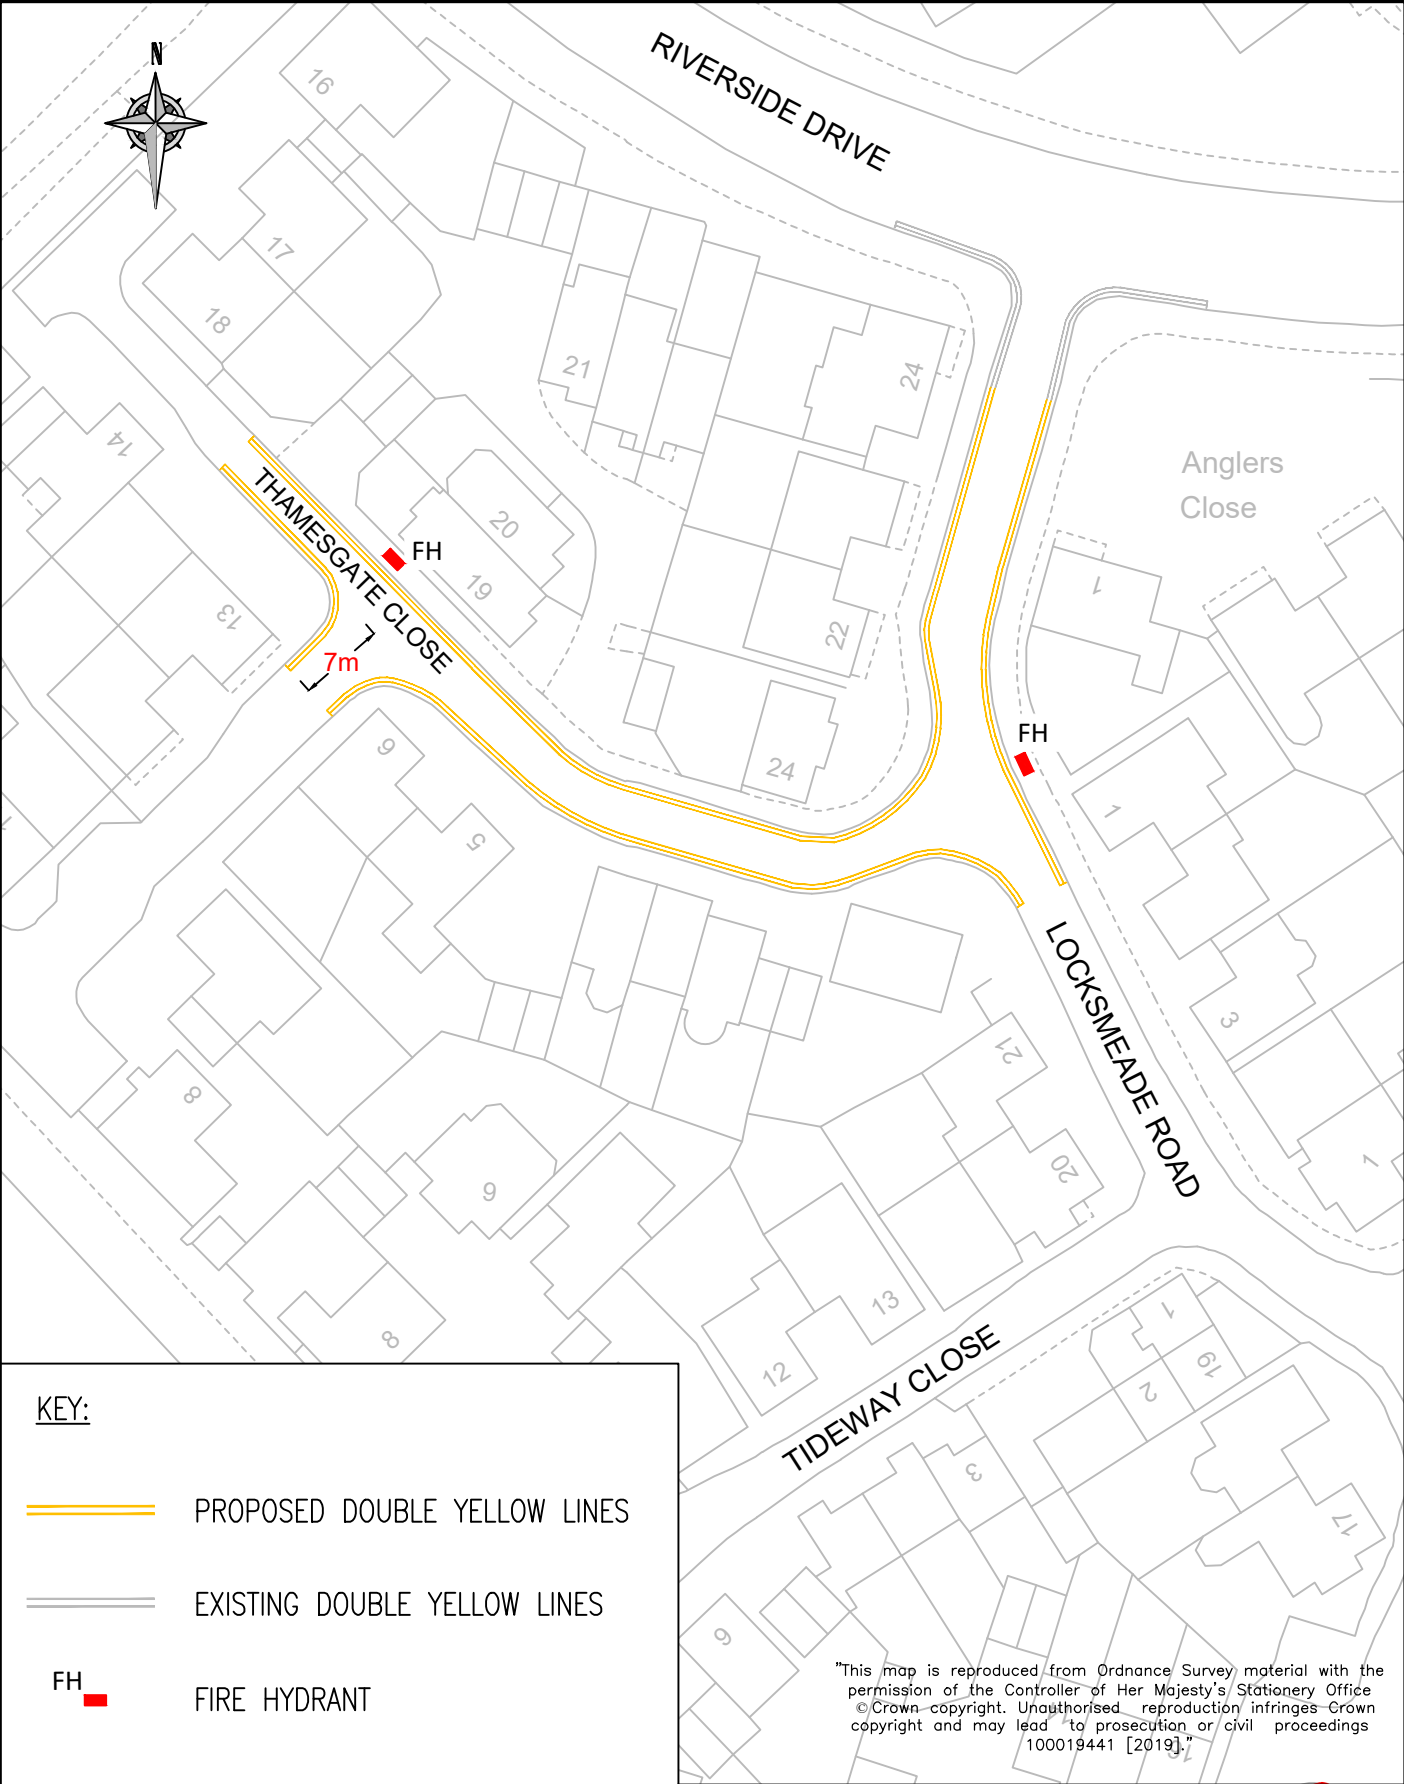 N
RIVERSIDE DRIVE
16
17
18
21
24
14
Anglers
Close
THAMESGATE CLOSE
FH
20
19
1
13
22
7m
FH
24
9
1
5
LOCKSMEADE ROAD
3
21
8
20
1
9
13
8
12
TIDEWAY CLOSE
1
19
2
3
17
9
KEY:
PROPOSED DOUBLE YELLOW LINES
EXISTING DOUBLE YELLOW LINES
FH
FIRE HYDRANT
"This map is reproduced from Ordnance Survey material with the
permission of the Controller of Her Majesty's Stationery Office
© Crown copyright. Unauthorised reproduction infringes Crown
copyright and may lead to prosecution or civil proceedings
100019441 [2019]."